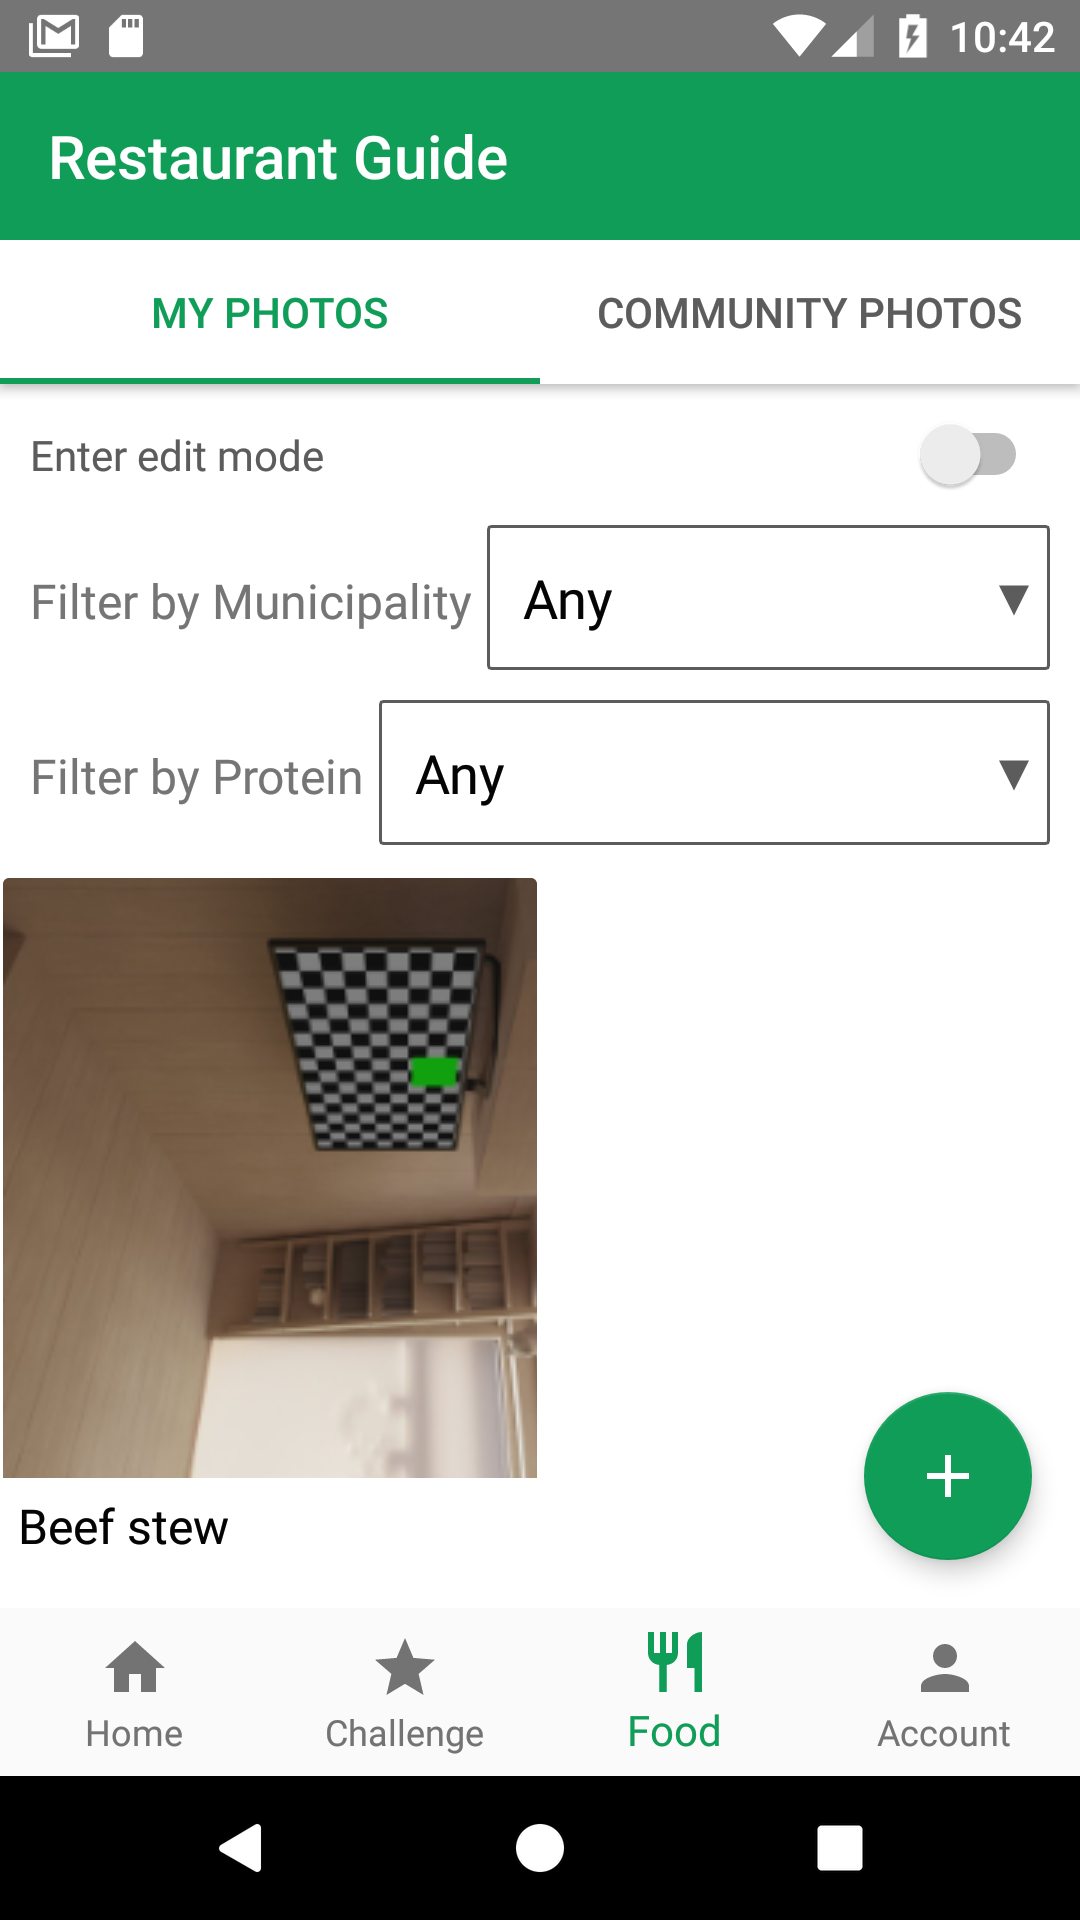 10:42
Restaurant Guide
MY PHOTOS
COMMUNITY PHOTOS
Enter edit mode
Filter by Municipality
Any
Filter by Protein
Any
Beef stew
Home
Challenge
Food
Account